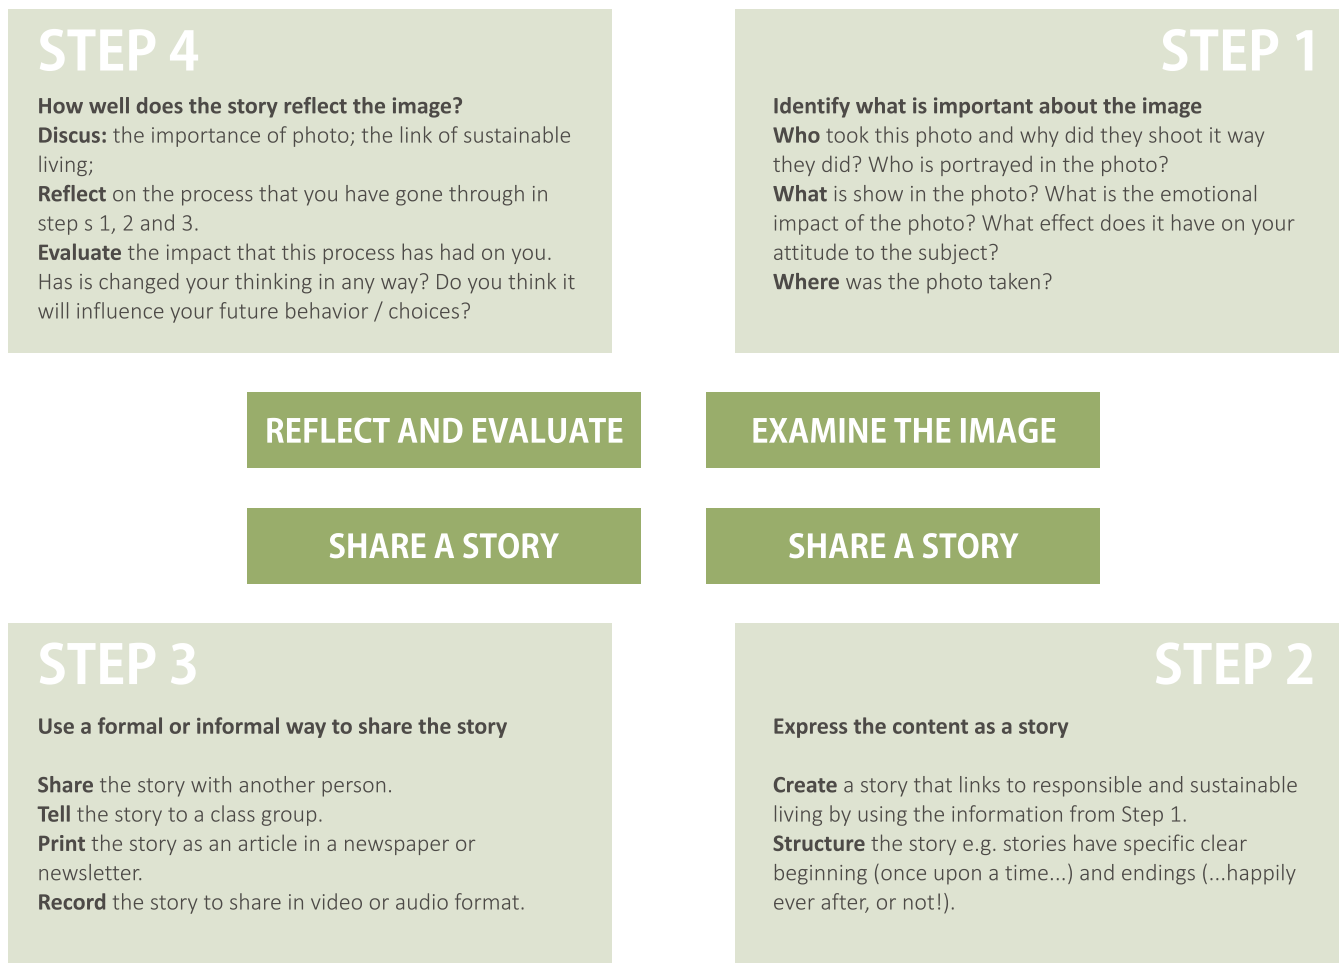 STEP 4
How well does the story reflect the image?
Discus: the importance of photo; the link of sustainable
living;
Reflect on the process that you have gone through in
step s 1, 2 and 3.
Evaluate the impact that this process has had on you.
Has is changed your thinking in any way? Do you think it
will influence your future behavior / choices?
STEP 1
Identify what is important about the image
Who took this photo and why did they shoot it way
they did? Who is portrayed in the photo?
What is show in the photo? What is the emotional
impact of the photo? What effect does it have on your
attitude to the subject?
Where was the photo taken?
REFLECT AND EVALUATE
EXAMINE THE IMAGE
SHARE A STORY
SHARE A STORY
STEP 3
Use a formal or informal way to share the story
Share the story with another person.
Tell the story to a class group.
Print the story as an article in a newspaper or
newsletter.
Record the story to share in video or audio format.
STEP 2
Express the content as a story
Create a story that links to responsible and sustainable
living by using the information from Step 1.
Structure the story e.g. stories have specific clear
beginning (once upon a time...) and endings (...happily
ever after, or not!).